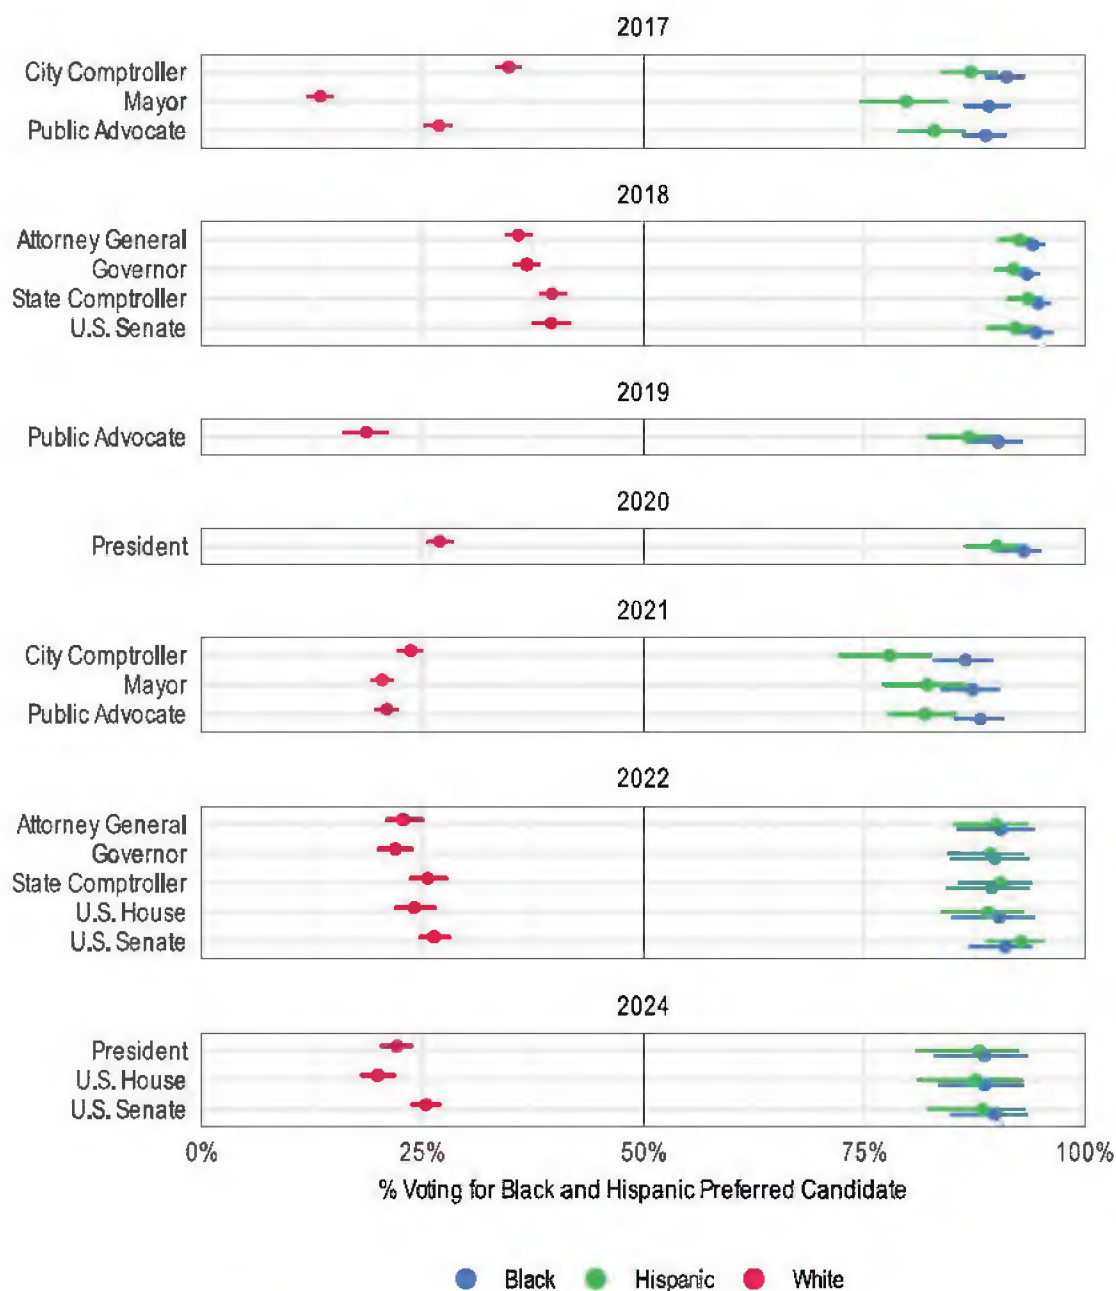 2017
City Comptroller
Mayor
Public Advocate
2018
Attorney General
Governor
State Comptroller
U.S. Senate
2019
Public Advocate
2020
President
2021
City Comptroller
Mayor
Public Advocate
2022
Attorney General
Governor
State Comptroller
U.S. House
U.S. Senate
2024
President
U.S. House
U.S. Senate
0% 25% 50% 75% 100%
% Voting for Black and Hispanic Preferred Candidate
Black Hispanic White